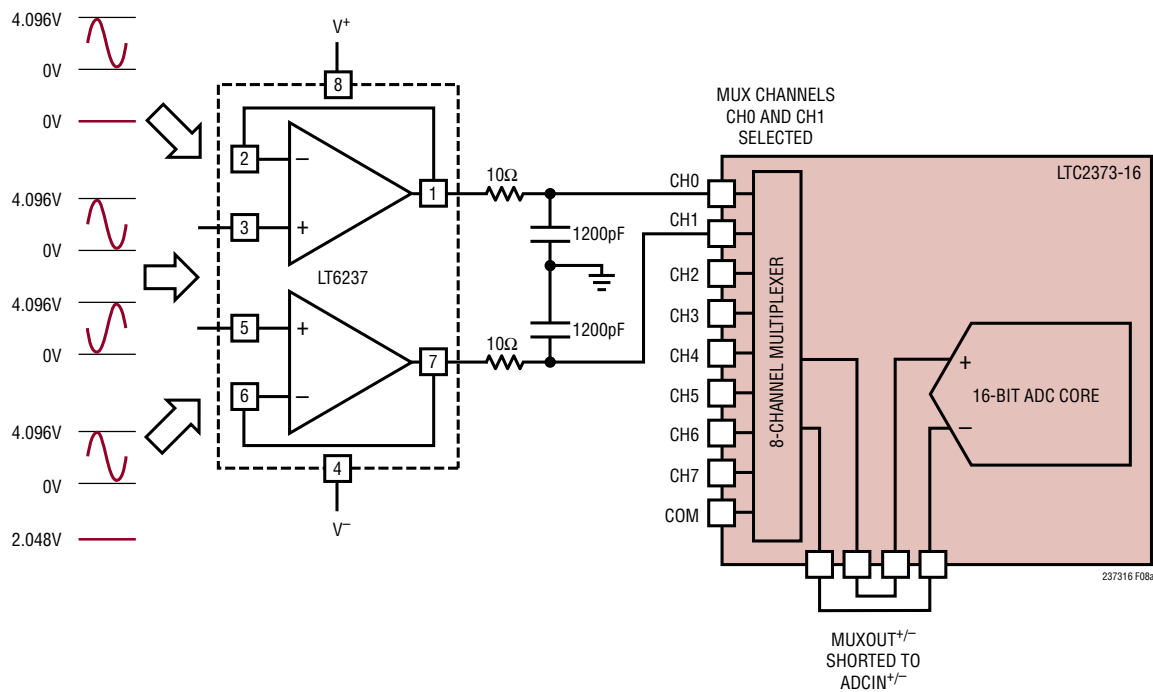 4.096V
0V
0V
4.096V
0V
4.096V
0V
4.096V
0V
2.048V
V+
8
2
−
1
3
+
LT6237
5
+
7
6
−
4
V−
10Ω
1200pF
1200pF
10Ω
MUX CHANNELS
CH0 AND CH1
SELECTED
LTC2373-16
CH0
CH1
CH2
CH3
CH4
CH5
CH6
CH7
COM
8-CHANNEL MULTIPLEXER
+
16-BIT ADC CORE
−
237316 F08a
MUXOUT+/−
SHORTED TO
ADCIN+/−